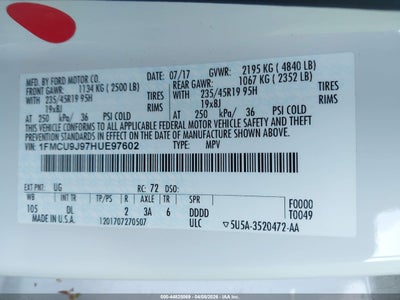 MFD. BY FORD MOTOR CO. 07/17 GVWR: 2195 KG ( 4840 LB)
FRONT GAWR: 1134 KG ( 2500 LB) REAR GAWR: 1067 KG ( 2352 LB)
WITH 235/45R19 95H TIRES WITH 235/45R19 95H TIRES
19x8J RIMS 19x8J RIMS
AT 250 kPa/ 36 PSI COLD AT 250 kPa/ 36 PSI COLD
THIS VEHICLE CONFORMS TO ALL APPLICABLE FEDERAL MOTOR VEHICLE
SAFETY AND THEFT PREVENTION STANDARDS IN EFFECT ON THE DATE OF
MANUFACTURE SHOWN ABOVE.
VIN: 1FMCU9J97HUE97602 TYPE: MPV
EXT PNT: UG RC: 72 DSO:
WB INT TR TP/PS R AXLE TR SPR F0000
105 DL 2 3A 6 DDDD T0049
1201707270507 ULC 5U5A-3520472-AA
MADE IN U.S.A.
44625069 - 04/08/2026 - © IAA Inc.